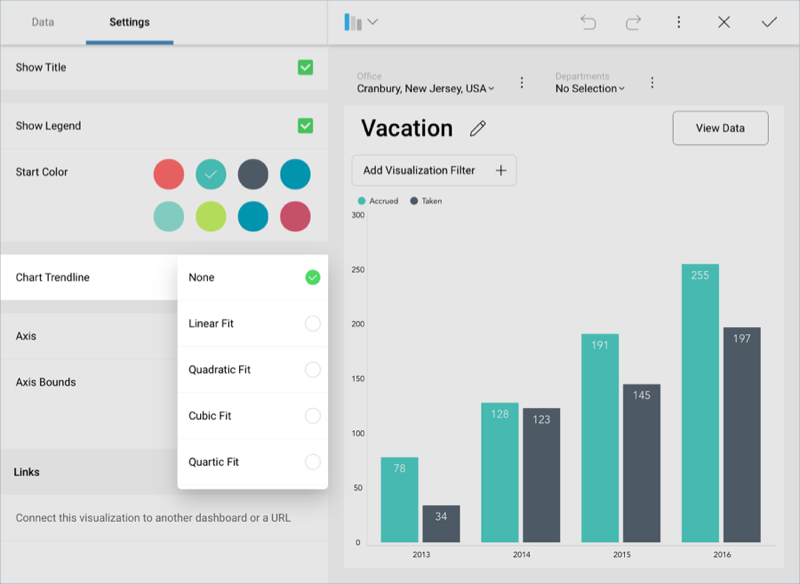 Data
Settings
Show Title
Show Legend
Start Color
Chart Trendline
None
Linear Fit
Quadratic Fit
Cubic Fit
Quartic Fit
Axis
Axis Bounds
Links
Connect this visualization to another dashboard or a URL
Office
Cranbury, New Jersey, USA
Departments
No Selection
Vacation
View Data
Add Visualization Filter
Accrued
Taken
300
250
200
150
100
50
0
78
34
128
123
191
145
255
197
2013
2014
2015
2016